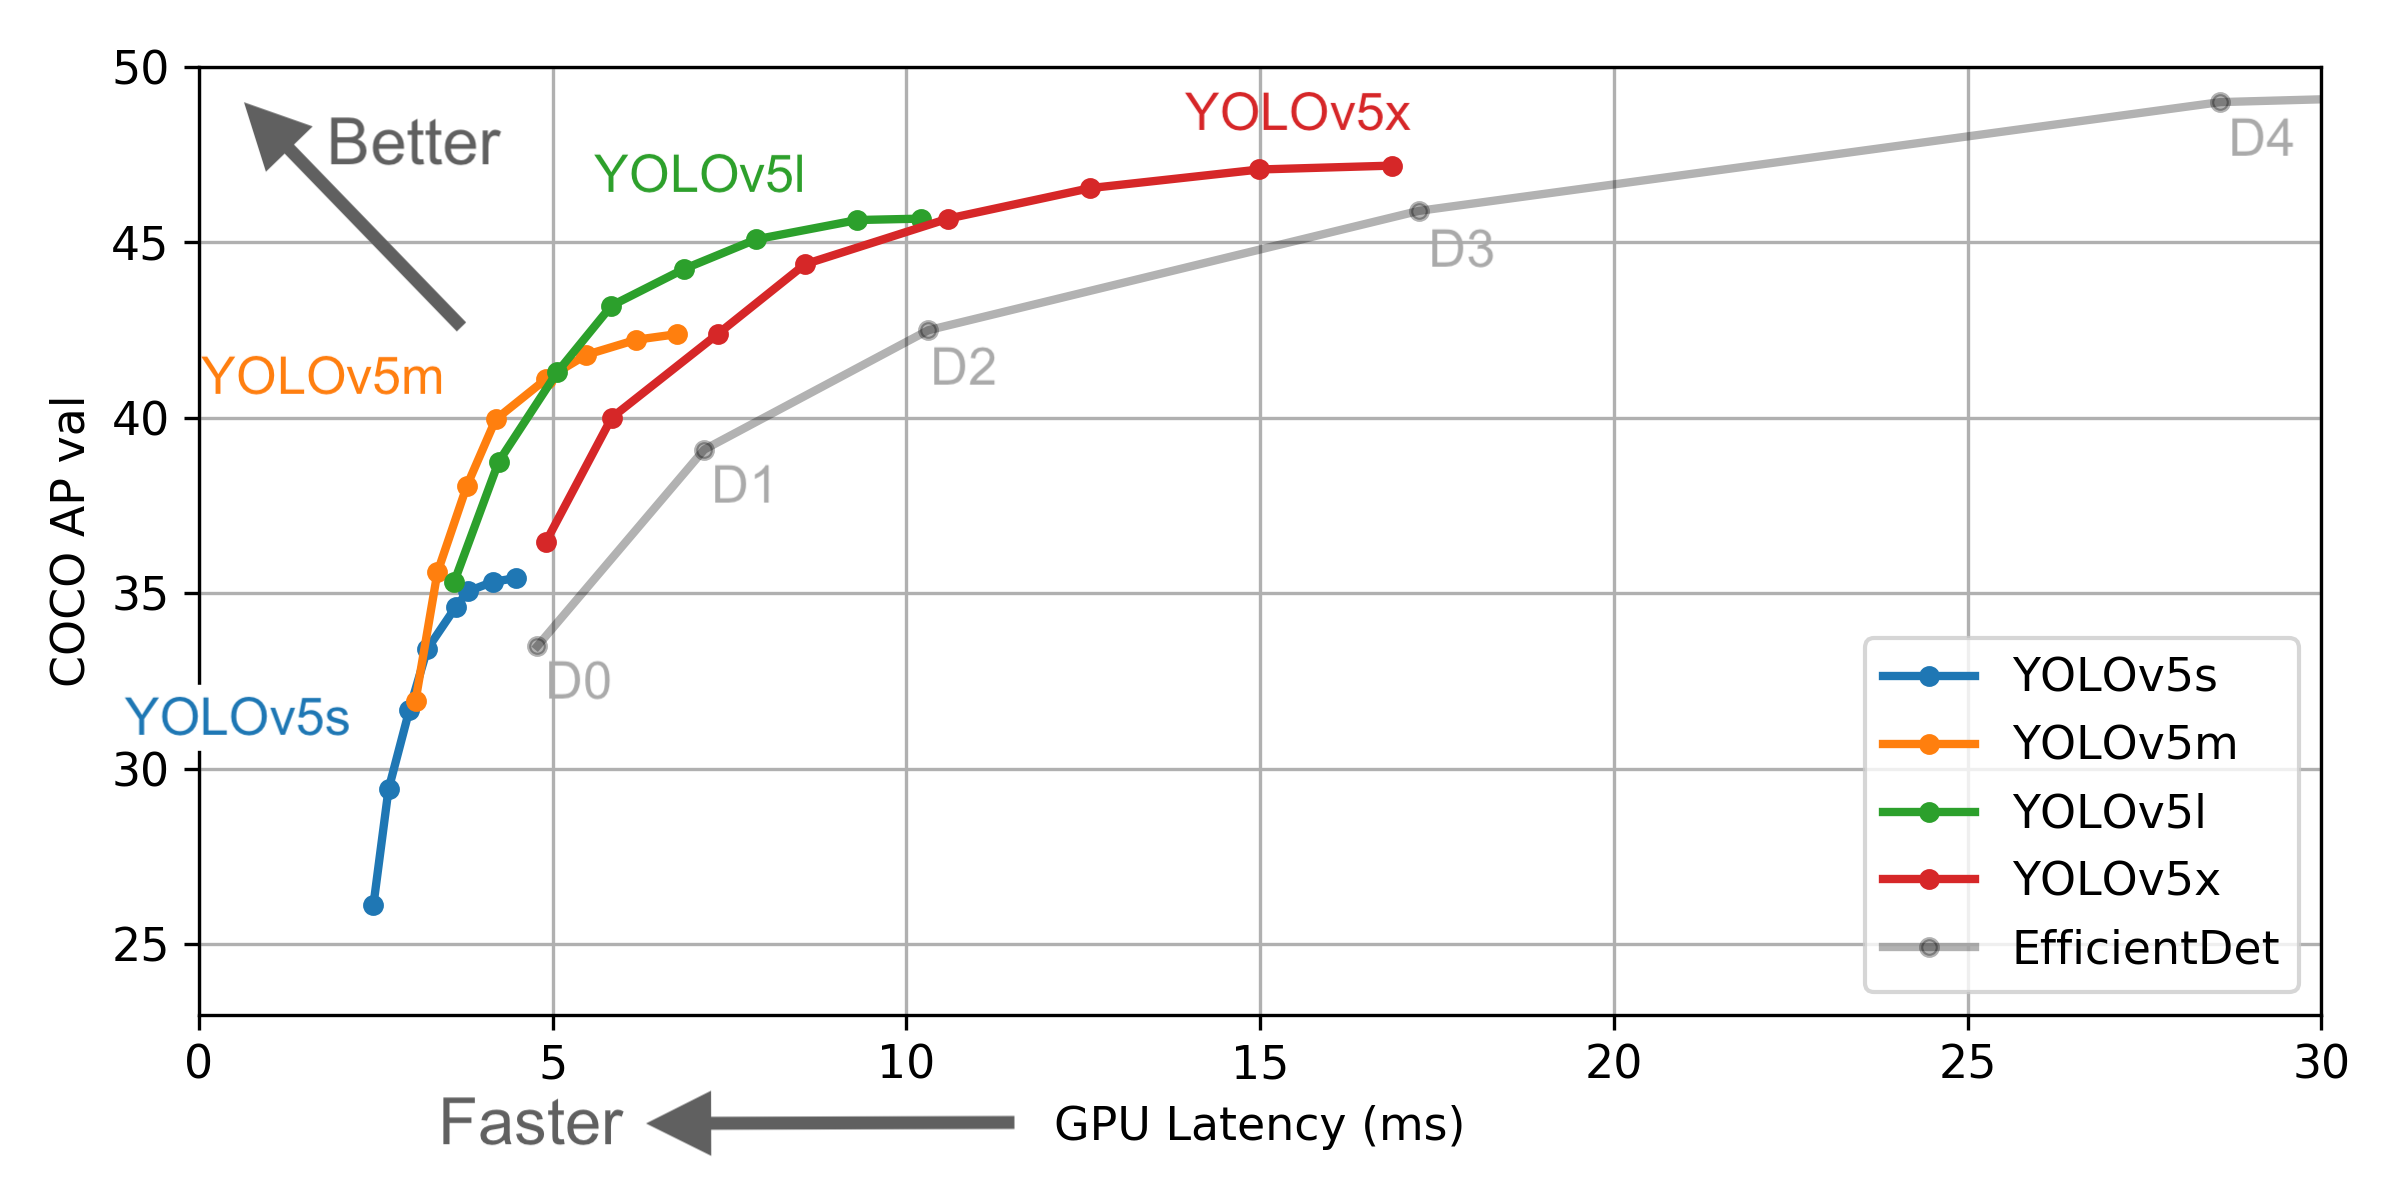 50
45
40
35
30
25
COCO AP val
Better
YOLOv5x
YOLOv5l
YOLOv5m
YOLOv5s
D4
D3
D2
D1
D0
YOLOv5s
YOLOv5m
YOLOv5l
YOLOv5x
EfficientDet
0 5 10 15 20 25 30
Faster
GPU Latency (ms)